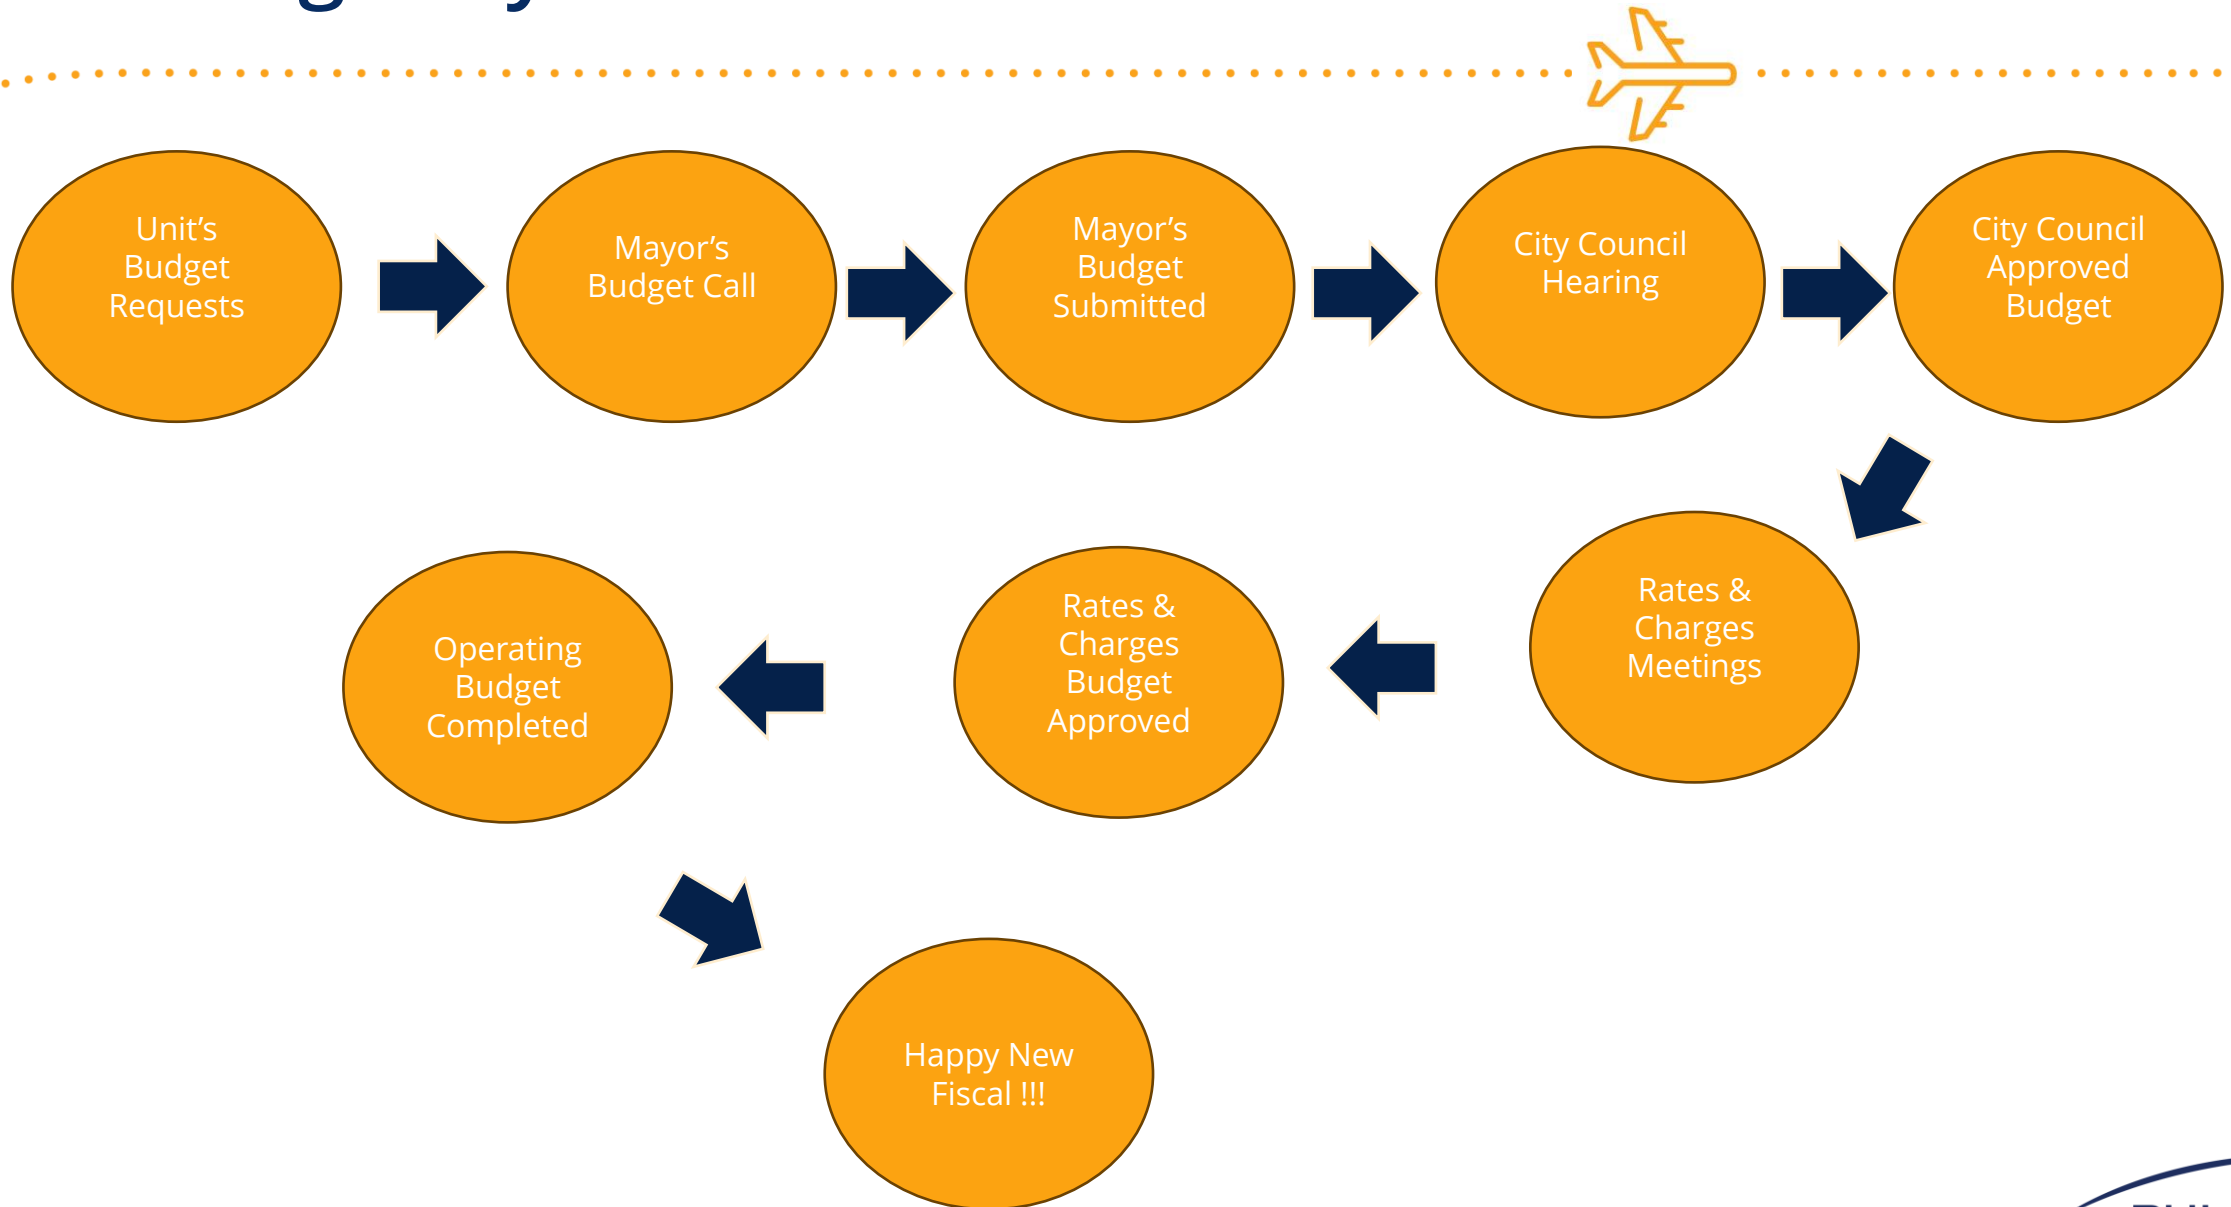 Unit’s
Budget
Requests
Mayor’s
Budget Call
Mayor’s
Budget
Submitted
City Council
Hearing
City Council
Approved
Budget
Rates &
Charges
Meetings
Rates &
Charges
Budget
Approved
Operating
Budget
Completed
Happy New
Fiscal !!!